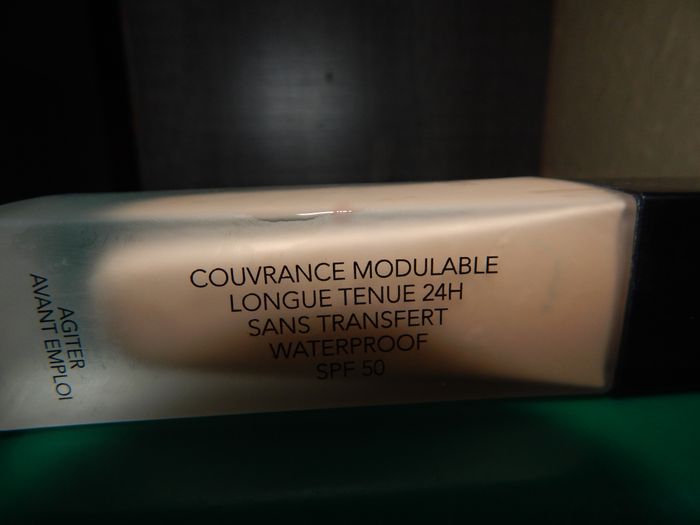 COUVRANCE MODULABLE
LONGUE TENUE 24H
SANS TRANSFERT
WATERPROOF
SPF 50
AGITER
AVANT EMPLOI